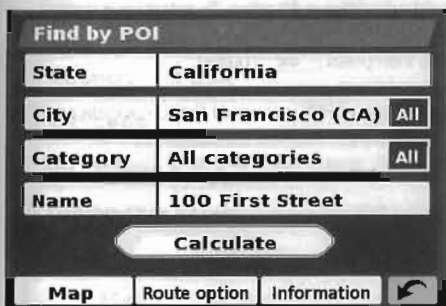 Find by POI
State California
City San Francisco (CA) All
Category All categories All
Name 100 First Street
Calculate
Map Route option Information